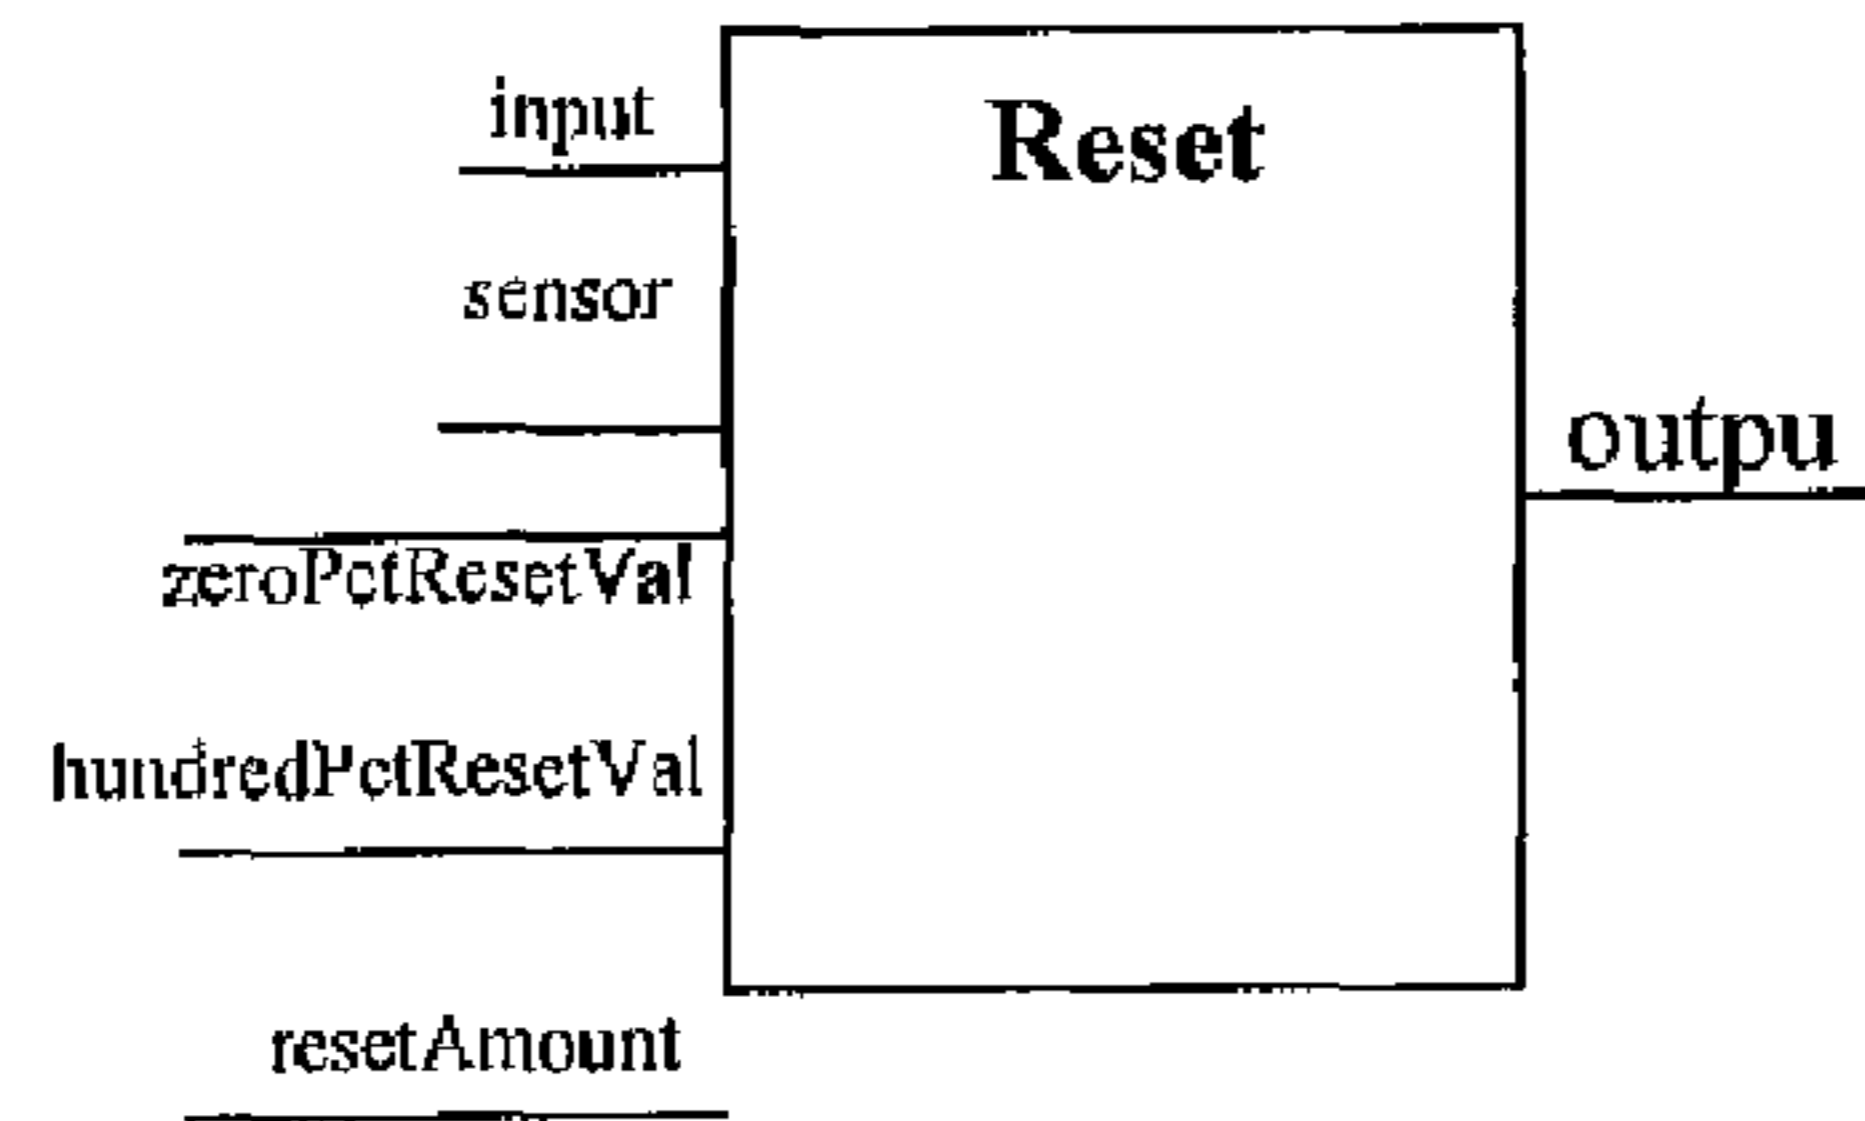 input
Reset
sensor
outpu
zeroPctResetVal
hundredPctResetVal
resetAmount